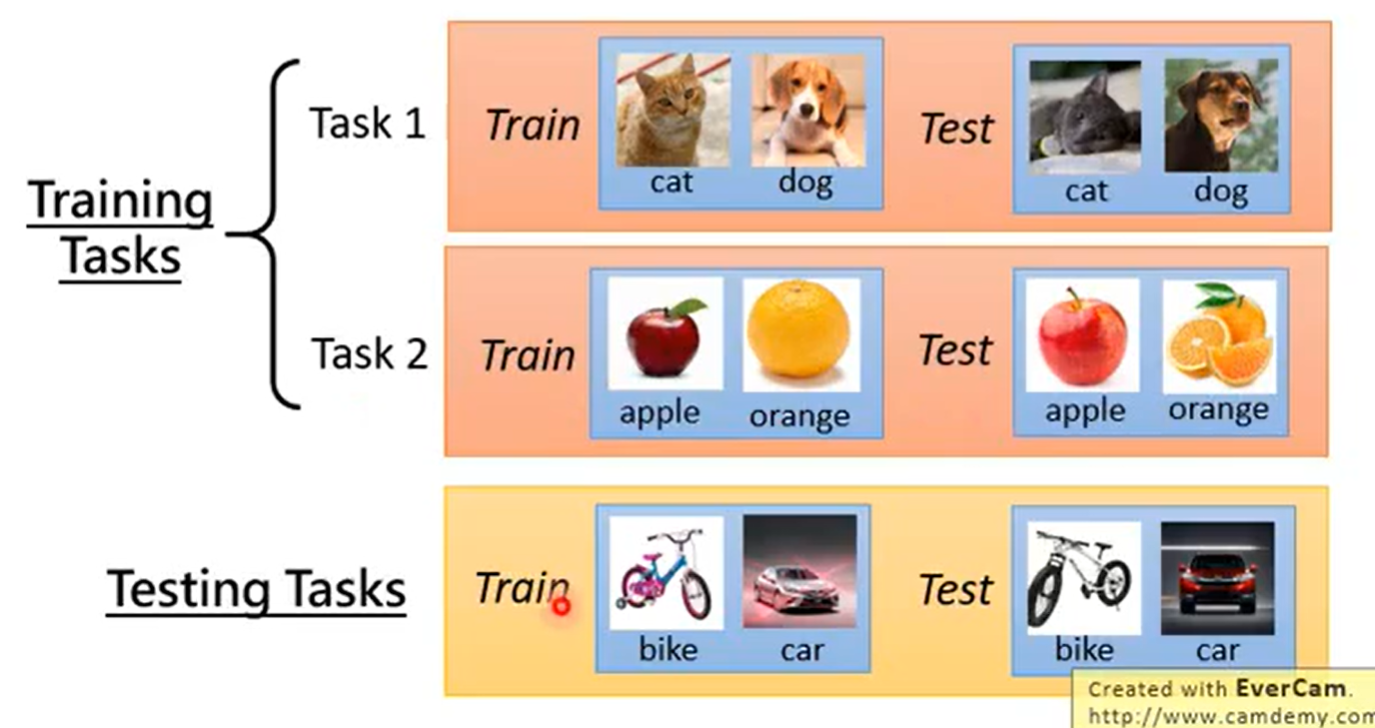 Training
Tasks
Task 1
Train
cat
dog
Test
cat
dog
Task 2
Train
apple
orange
Test
apple
orange
Testing Tasks
Train
bike
car
Test
bike
car
Created with EverCam.
http://www.camdemy.com